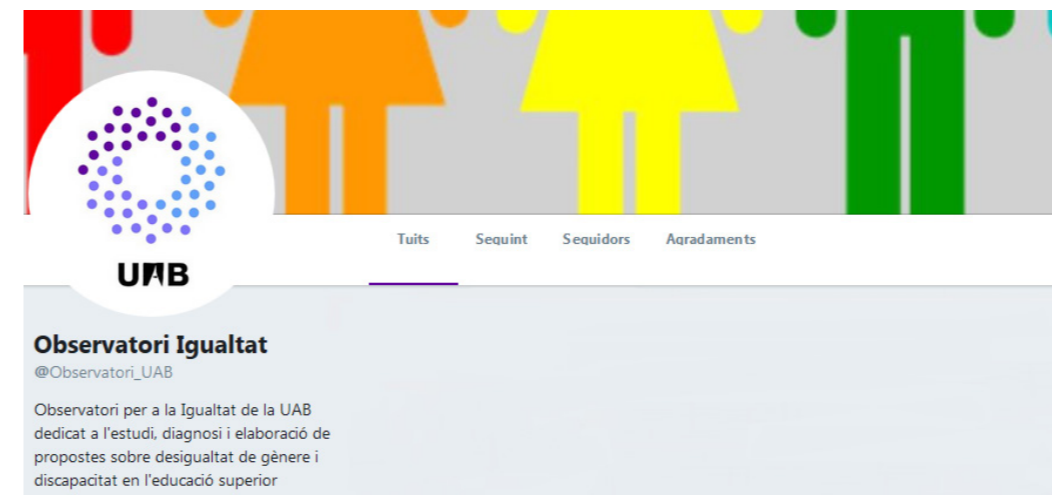 Tuits Seguint Seguidors Agradaments
UAB
Observatori Igualtat
@Observatori_UAB
Observatori per a la Igualtat de la UAB
dedicat a l'estudi, diagnosi i elaboració de
propostes sobre desigualtat de gènere i
discapacitat en l'educació superior